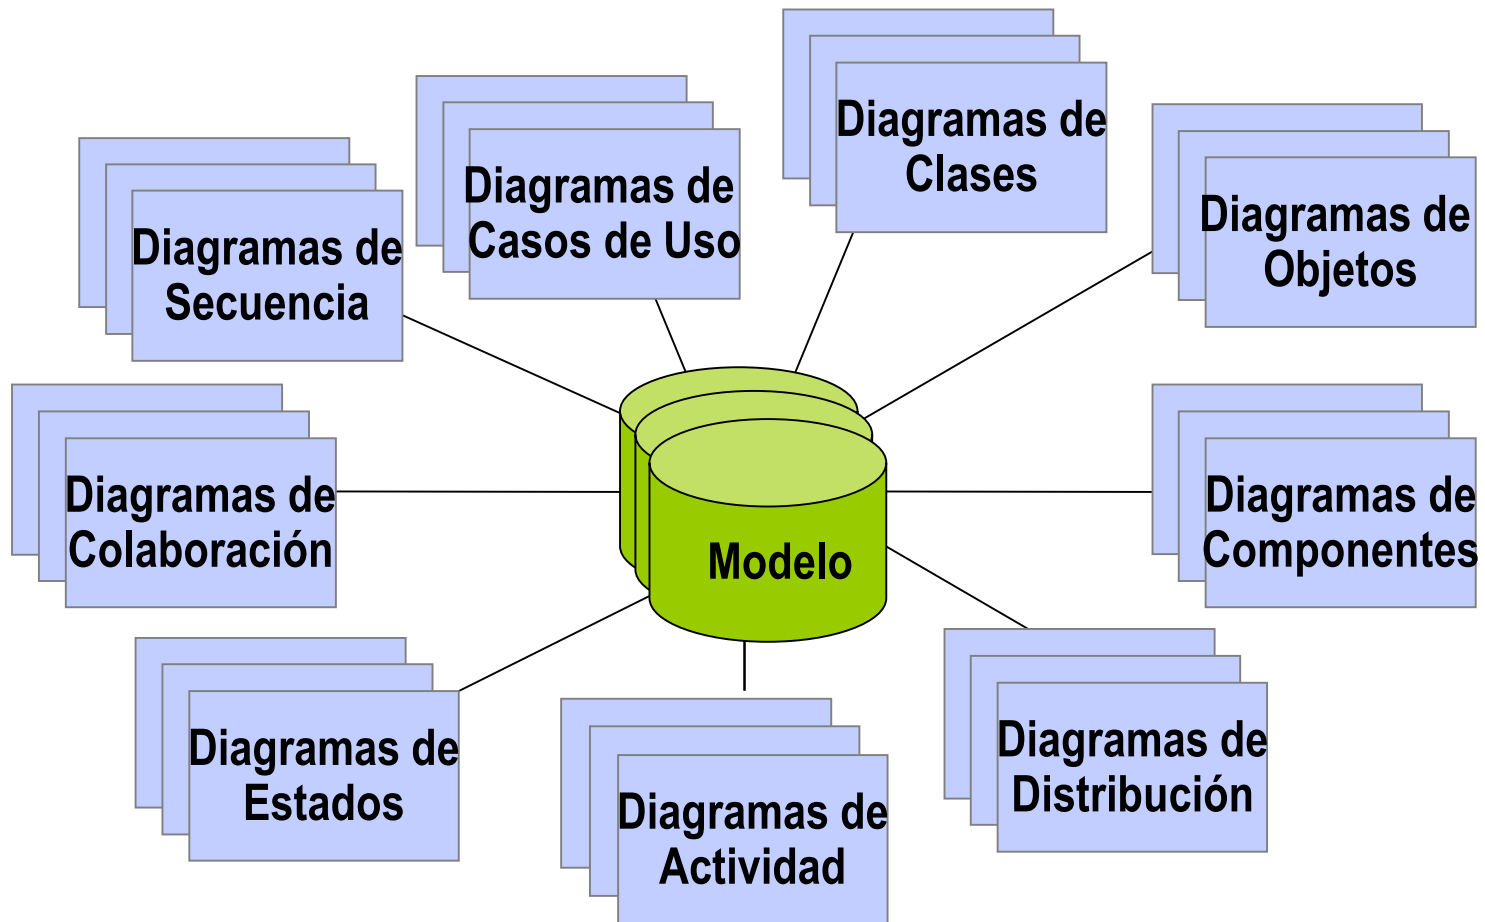 Diagramas de
Clases
Diagramas de
Casos de Uso
Diagramas de
Objetos
Diagramas de
Secuencia
Diagramas de
Colaboración
Modelo
Diagramas de
Componentes
Diagramas de
Estados
Diagramas de
Actividad
Diagramas de
Distribución